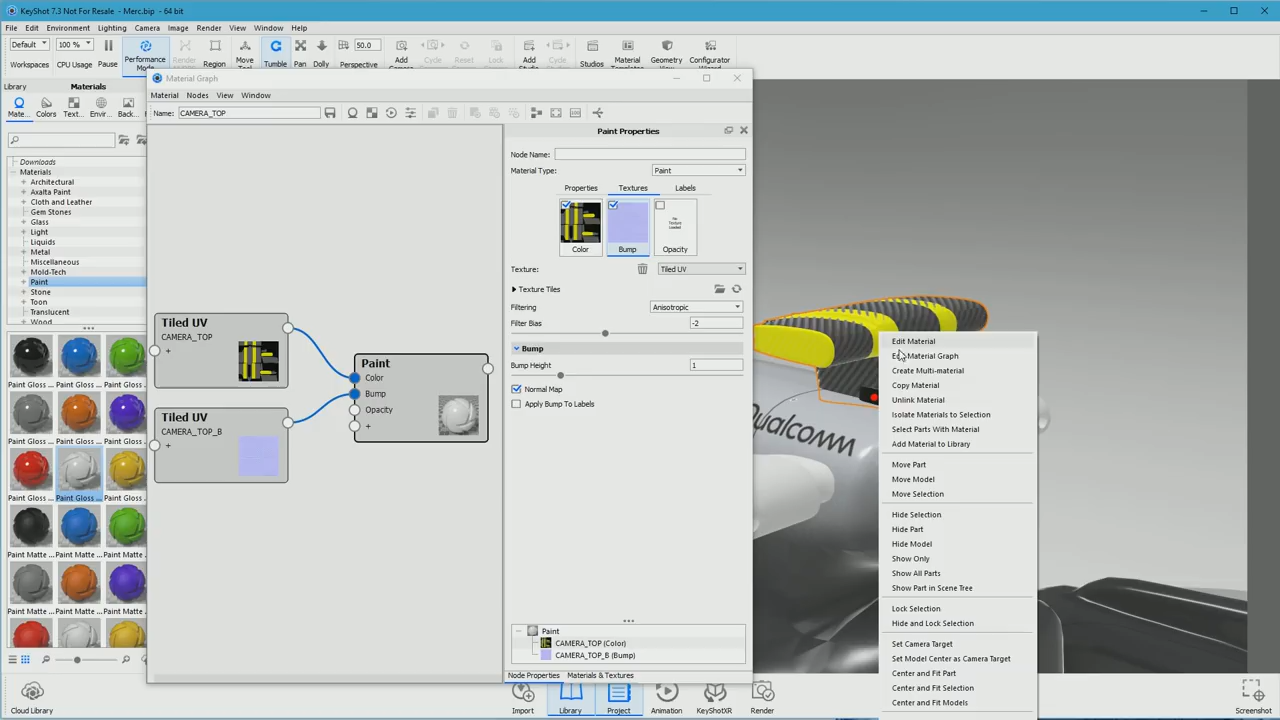 KeyShot 7.3 Not For Resale - Merc.bip - 64 bit
File Edit Environment Lighting Camera Image Render View Window Help
Default 100 % 50.0
Workspaces CPU Usage Pause Performance Region Move Tool Tumble Pan Dolly Perspective Add Cycle Reset Lock Add Cycle Studios Material Templates Geometry View Configurator Wizard
Library Materials
Mate... Colors Text... Envir... Back...
Downloads
Materials
Architectural
Axalta Paint
Cloth and Leather
Gem Stones
Glass
Light
Liquids
Metal
Miscellaneous
Mold-Tech
Paint
Stone
Toon
Translucent
Wood
Paint Gloss ... Paint Gloss ... Paint Gloss ...
Paint Gloss ... Paint Gloss ... Paint Gloss ...
Paint Gloss ... Paint Gloss ... Paint Gloss ...
Paint Matte ... Paint Matte ... Paint Matte ...
Paint Matte ... Paint Matte ... Paint Matte ...
Material Graph
Material Nodes View Window
Name: CAMERA_TOP
Tiled UV
CAMERA_TOP
+
Tiled UV
CAMERA_TOP_B
+
Paint
Color
Bump
Opacity
+
Paint Properties
Node Name:
Material Type: Paint
Properties Textures Labels
No Texture Loaded
Color Bump Opacity
Texture: Tiled UV
Texture Tiles
Filtering Anisotropic
Filter Bias -2
Bump
Bump Height 1
Normal Map
Apply Bump To Labels
Paint
CAMERA_TOP (Color)
CAMERA_TOP_B (Bump)
Node Properties Materials & Textures
Qualcomm
Edit Material
Edit Material Graph
Create Multi-material
Copy Material
Unlink Material
Isolate Materials to Selection
Select Parts With Material
Add Material to Library
Move Part
Move Model
Move Selection
Hide Selection
Hide Part
Hide Model
Show Only
Show All Parts
Show Part in Scene Tree
Lock Selection
Hide and Lock Selection
Set Camera Target
Set Model Center as Camera Target
Center and Fit Part
Center and Fit Selection
Center and Fit Models
Cloud Library Import Library Project Animation KeyShotXR Render Screenshot